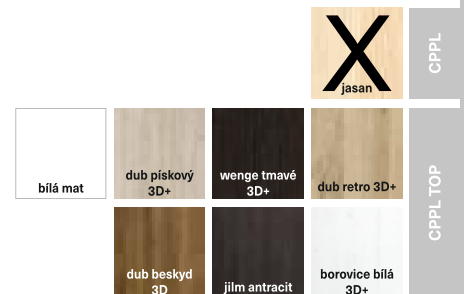 X
jasan
CPPL
bílá mat
dub pískový
3D+
wenge tmavé
3D+
dub retro 3D+
CPPL TOP
dub beskyd
3D
jilm antracit
borovice bílá
3D+